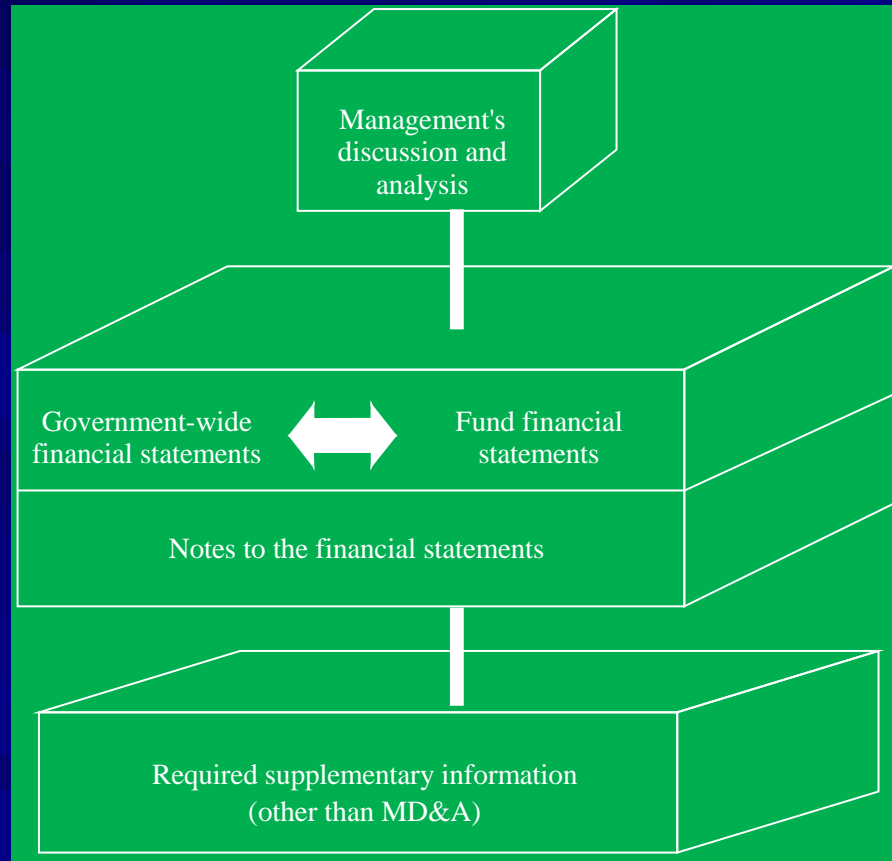 Management's
discussion and
analysis
Government-wide
financial statements
Fund financial
statements
Notes to the financial statements
Required supplementary information
(other than MD&A)